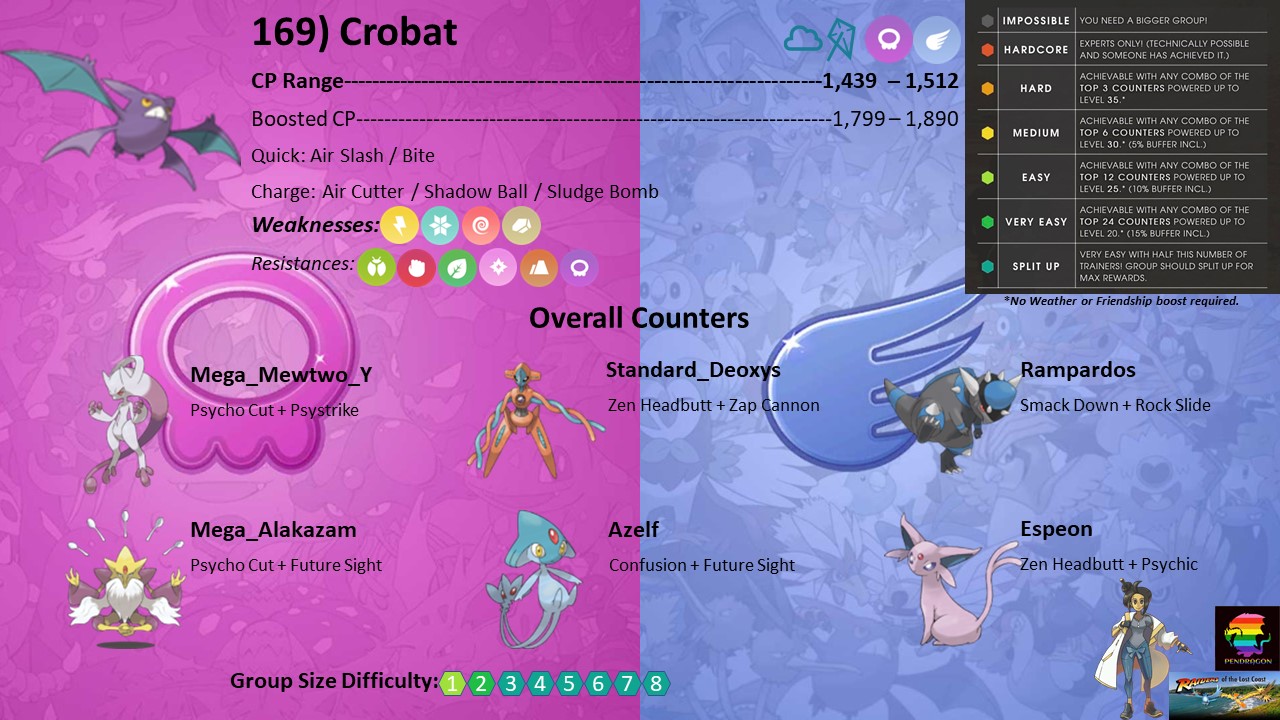 169) Crobat
CP Range--------------------1,439 – 1,512
Boosted CP--------------------1,799 – 1,890
Quick: Air Slash / Bite
Charge: Air Cutter / Shadow Ball / Sludge Bomb
Weaknesses:
Resistances:
IMPOSSIBLE YOU NEED A BIGGER GROUP!
HARDCORE EXPERTS ONLY! (TECHNICALLY POSSIBLE
AND SOMEONE HAS ACHIEVED IT.)
HARD ACHIEVABLE WITH ANY COMBO OF THE
TOP 3 COUNTERS POWERED UP TO
LEVEL 35.*
MEDIUM ACHIEVABLE WITH ANY COMBO OF THE
TOP 6 COUNTERS POWERED UP TO
LEVEL 30.* (5% BUFFER INCL.)
EASY ACHIEVABLE WITH ANY COMBO OF THE
TOP 12 COUNTERS POWERED UP TO
LEVEL 25.* (10% BUFFER INCL.)
VERY EASY ACHIEVABLE WITH ANY COMBO OF THE
TOP 24 COUNTERS POWERED UP TO
LEVEL 20.* (15% BUFFER INCL.)
SPLIT UP VERY EASY WITH HALF THIS NUMBER OF
TRAINERS! GROUP SHOULD SPLIT UP FOR
MAX REWARDS.
*No Weather or Friendship boost required.
Overall Counters
Mega_Mewtwo_Y
Psycho Cut + Psystrike
Standard_Deoxys
Zen Headbutt + Zap Cannon
Rampardos
Smack Down + Rock Slide
Mega_Alakazam
Psycho Cut + Future Sight
Azelf
Confusion + Future Sight
Espeon
Zen Headbutt + Psychic
Group Size Difficulty: 1 2 3 4 5 6 7 8
PENDRAGON
RAIDERS of the Lost Coast